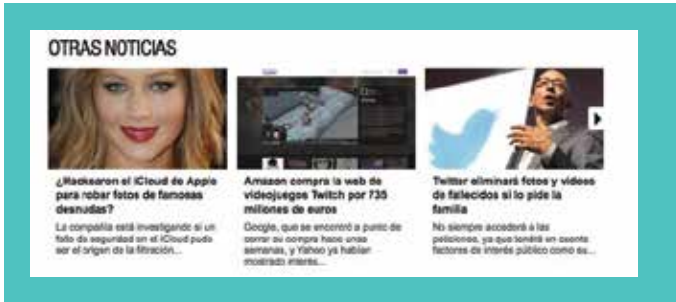 OTRAS NOTICIAS
¿Hackearon el iCloud de Apple
para robar fotos de famosas
desnudas?
La compañía está investigando si un
fallo de seguridad en el iCloud pudo
ser el origen de la filtración...
Amazon compra la web de
videojuegos Twitch por 735
millones de euros
Google, que se encontró a punto de
cerrar su compra hace unas
semanas, y Yahoo ya habían
mostrado interés...
Twitter eliminará fotos y vídeos
de fallecidos si lo pide la
familia
No siempre accederá a las
peticiones, ya que tendrá en cuenta
factores de interés público como su...